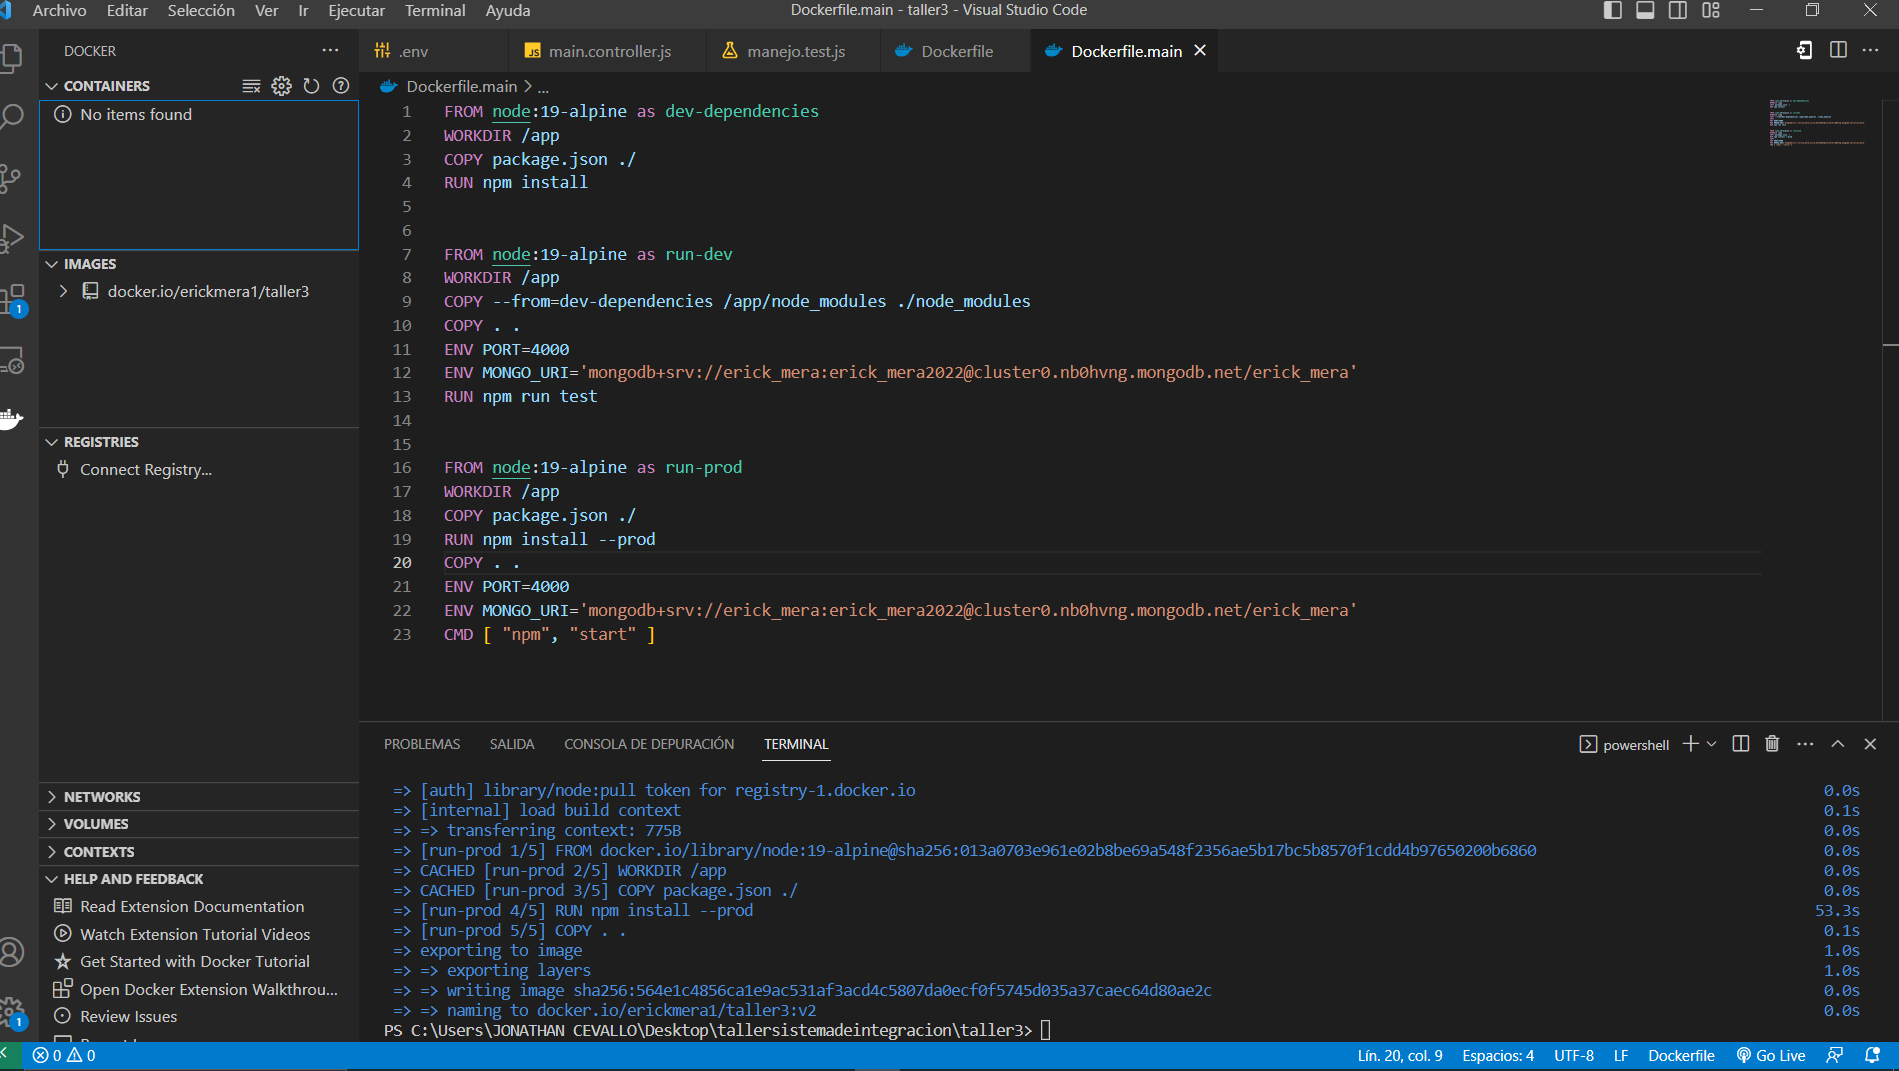 Archivo Editar Selección Ver Ir Ejecutar Terminal Ayuda
Dockerfile.main - taller3 - Visual Studio Code
DOCKER
.env
main.controller.js
manejo.test.js
Dockerfile
Dockerfile.main
CONTAINERS
No items found
IMAGES
docker.io/erickmera1/taller3
REGISTRIES
Connect Registry...
NETWORKS
VOLUMES
CONTEXTS
HELP AND FEEDBACK
Read Extension Documentation
Watch Extension Tutorial Videos
Get Started with Docker Tutorial
Open Docker Extension Walkthrou...
Review Issues
1
1
Dockerfile.main > ...
1 FROM node:19-alpine as dev-dependencies
2 WORKDIR /app
3 COPY package.json ./
4 RUN npm install
5
6
7 FROM node:19-alpine as run-dev
8 WORKDIR /app
9 COPY --from=dev-dependencies /app/node_modules ./node_modules
10 COPY . .
11 ENV PORT=4000
12 ENV MONGO_URI='mongodb+srv://erick_mera:erick_mera2022@cluster0.nb0hvng.mongodb.net/erick_mera'
13 RUN npm run test
14
15
16 FROM node:19-alpine as run-prod
17 WORKDIR /app
18 COPY package.json ./
19 RUN npm install --prod
20 COPY . .
21 ENV PORT=4000
22 ENV MONGO_URI='mongodb+srv://erick_mera:erick_mera2022@cluster0.nb0hvng.mongodb.net/erick_mera'
23 CMD [ "npm", "start" ]
PROBLEMAS SALIDA CONSOLA DE DEPURACIÓN TERMINAL
powershell
=> [auth] library/node:pull token for registry-1.docker.io 0.0s
=> [internal] load build context 0.1s
=> => transferring context: 775B 0.0s
=> [run-prod 1/5] FROM docker.io/library/node:19-alpine@sha256:013a0703e961e02b8be69a548f2356ae5b17bc5b8570f1cdd4b97650200b6860 0.0s
=> CACHED [run-prod 2/5] WORKDIR /app 0.0s
=> CACHED [run-prod 3/5] COPY package.json ./ 0.0s
=> [run-prod 4/5] RUN npm install --prod 53.3s
=> [run-prod 5/5] COPY . . 0.1s
=> exporting to image 1.0s
=> => exporting layers 1.0s
=> => writing image sha256:564e1c4856ca1e9ac531af3acd4c5807da0ecf0f5745d035a37caec64d80ae2c 0.0s
=> => naming to docker.io/erickmera1/taller3:v2 0.0s
PS C:\Users\JONATHAN CEVALLO\Desktop\tallersistemadeintegracion\taller3>
0 0
Lín. 20, col. 9 Espacios: 4 UTF-8 LF Dockerfile Go Live